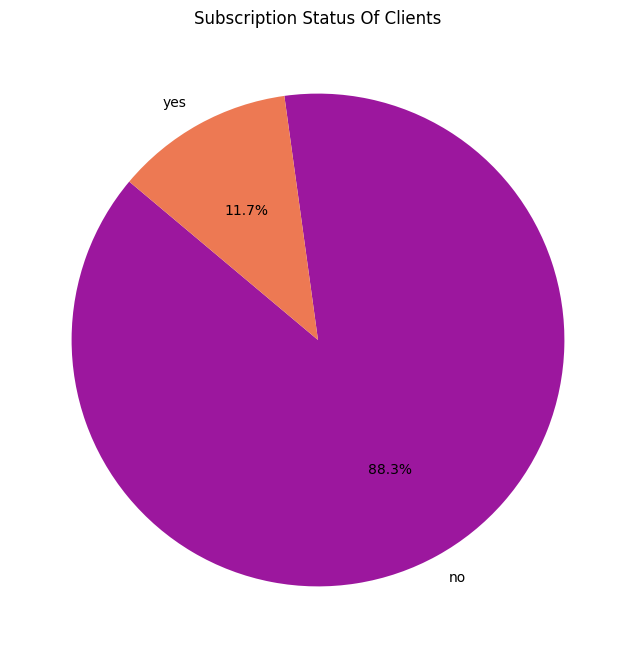 Subscription Status Of Clients
yes
11.7%
88.3%
no